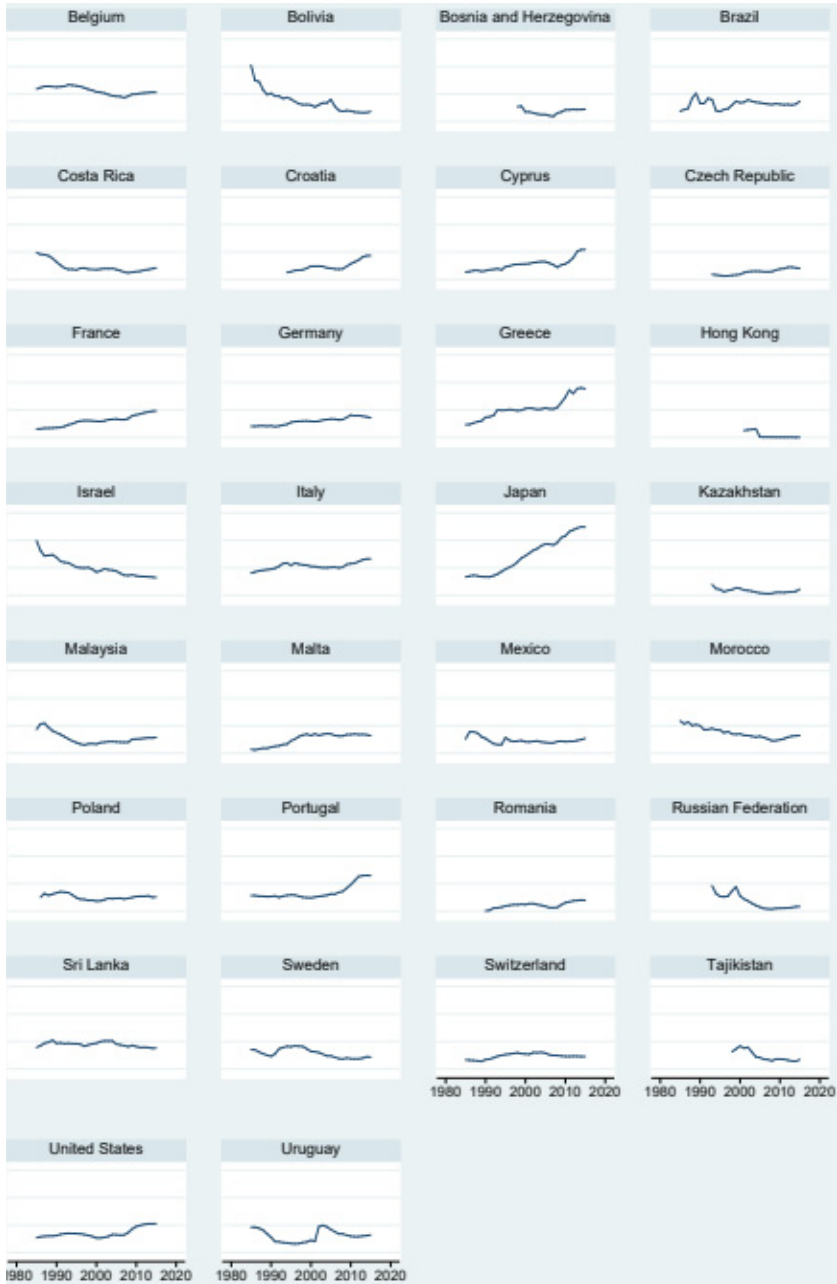 Belgium Bolivia Bosnia and Herzegovina Brazil
Costa Rica Croatia Cyprus Czech Republic
France Germany Greece Hong Kong
Israel Italy Japan Kazakhstan
Malaysia Malta Mexico Morocco
Poland Portugal Romania Russian Federation
Sri Lanka Sweden Switzerland Tajikistan
1980 1990 2000 2010 2020 1980 1990 2000 2010 2020
United States Uruguay
1980 1990 2000 2010 2020 1980 1990 2000 2010 2020